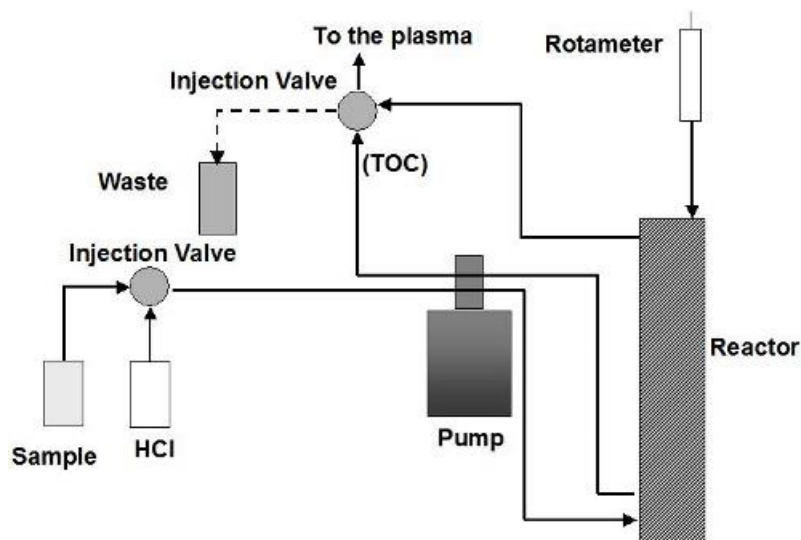 To the plasma
Rotameter
Injection Valve
(TOC)
Waste
Injection Valve
Reactor
Pump
HCl
Sample